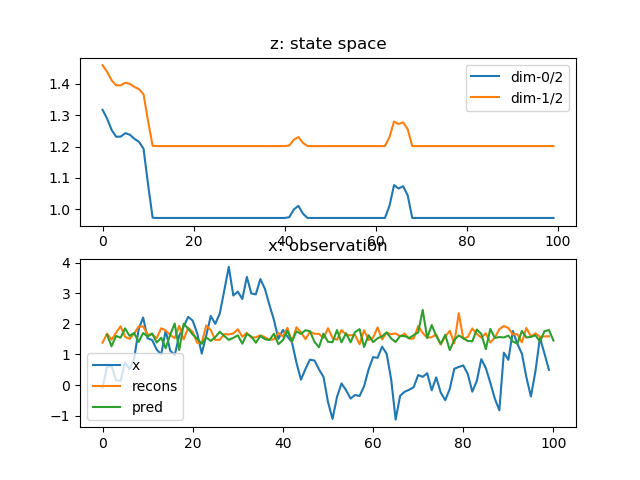 z: state space
1.4
1.3
1.2
1.1
1.0
dim-0/2
dim-1/2
0 20 40 60 80 100
x: observation
4
3
2
1
0
−1
x
recons
pred
0 20 40 60 80 100